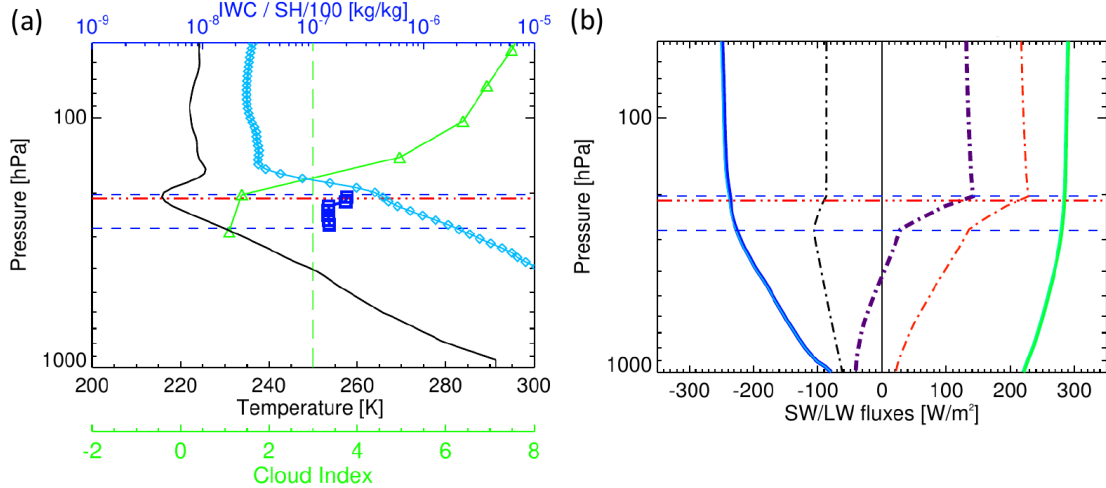 (a)
IWC / SH/100 [kg/kg]
10-9 10-8 10-7 10-6 10-5
Pressure [hPa]
100
1000
200 220 240 260 280 300
Temperature [K]
-2 0 2 4 6 8
Cloud Index
(b)
Pressure [hPa]
100
1000
-300 -200 -100 0 100 200 300
SW/LW fluxes [W/m²]